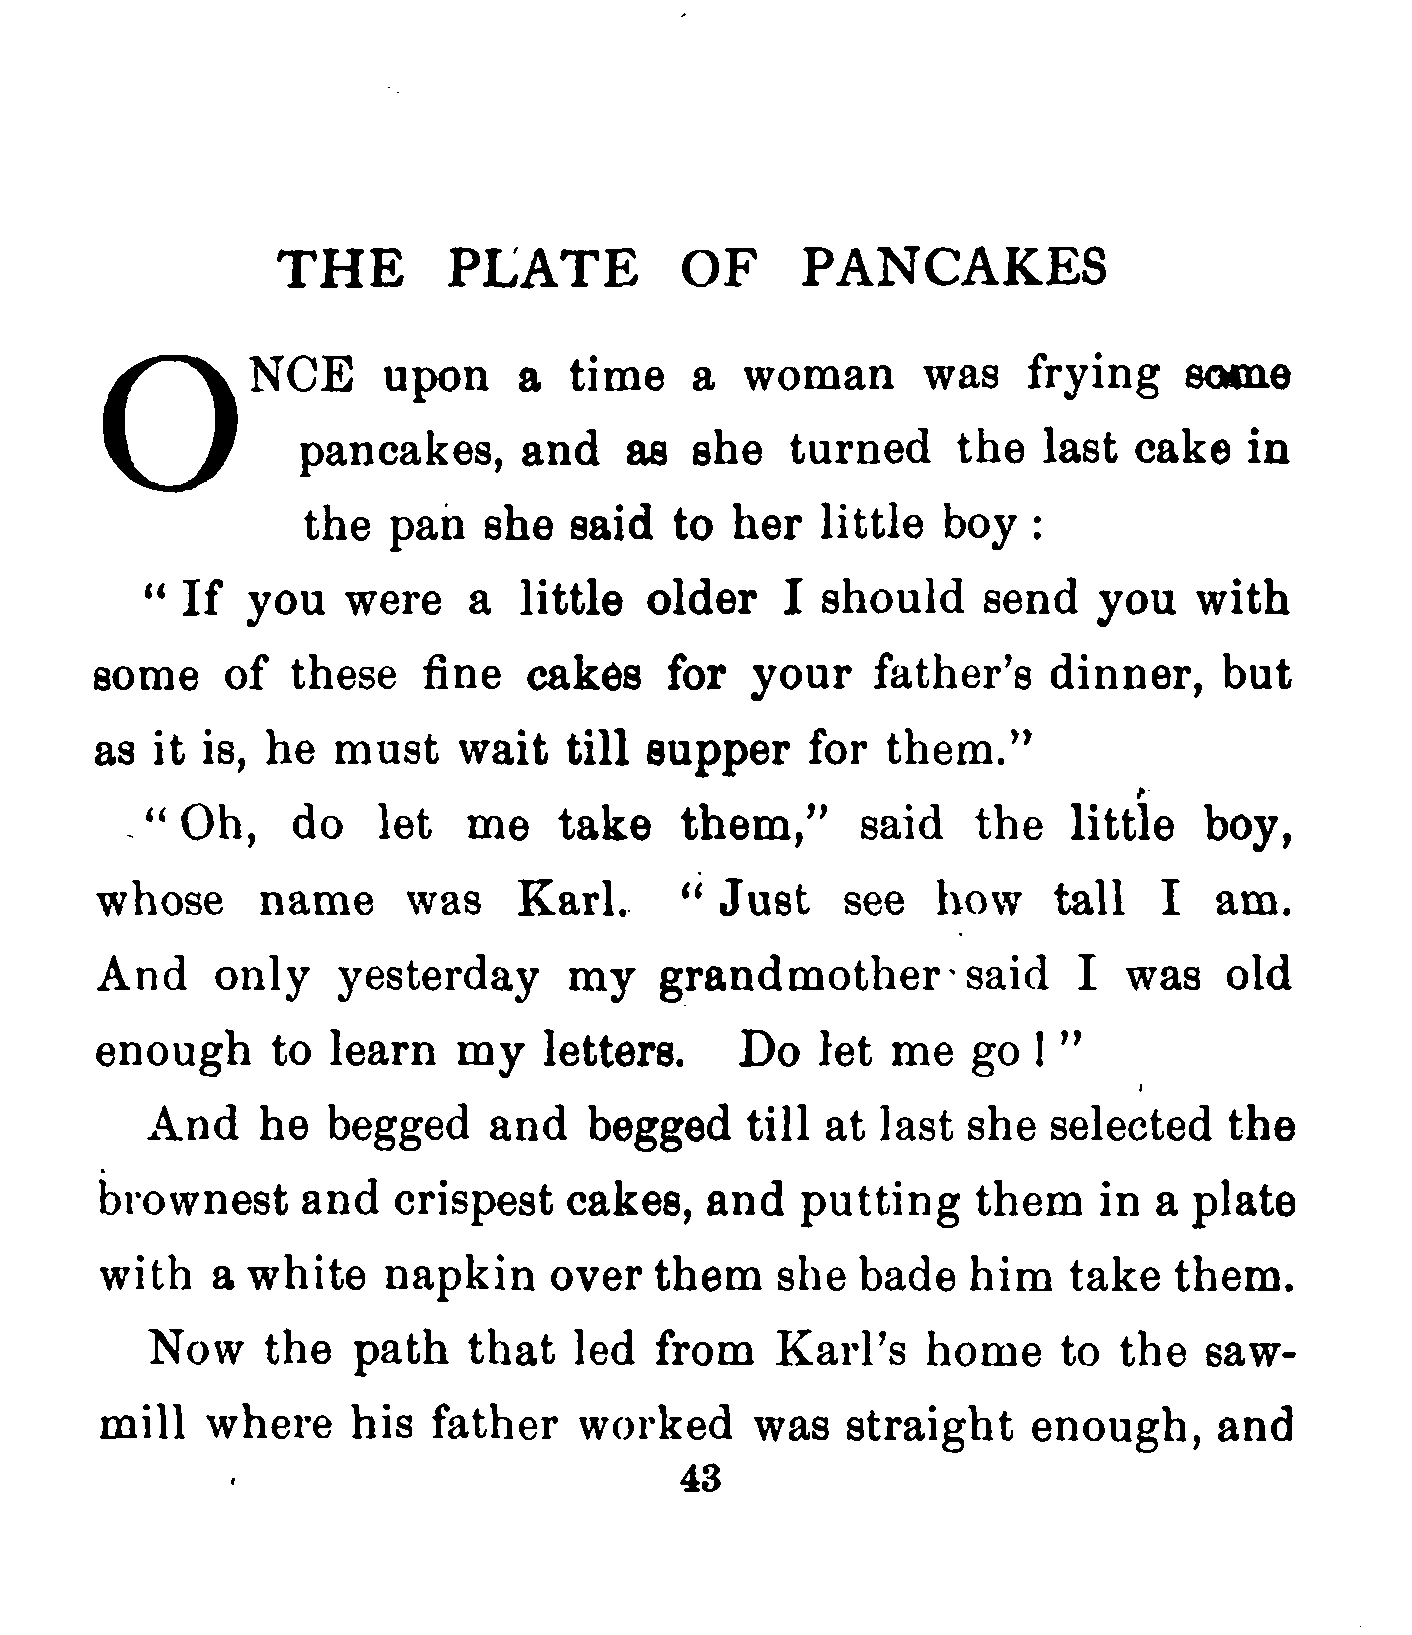 THE PLATE OF PANCAKES
ONCE upon a time a woman was frying some
pancakes, and as she turned the last cake in
the pan she said to her little boy :
“ If you were a little older I should send you with
some of these fine cakes for your father’s dinner, but
as it is, he must wait till supper for them.”
“ Oh, do let me take them,” said the little boy,
whose name was Karl. “ Just see how tall I am.
And only yesterday my grandmother said I was old
enough to learn my letters. Do let me go ! ”
And he begged and begged till at last she selected the
brownest and crispest cakes, and putting them in a plate
with a white napkin over them she bade him take them.
Now the path that led from Karl’s home to the saw-
mill where his father worked was straight enough, and
43